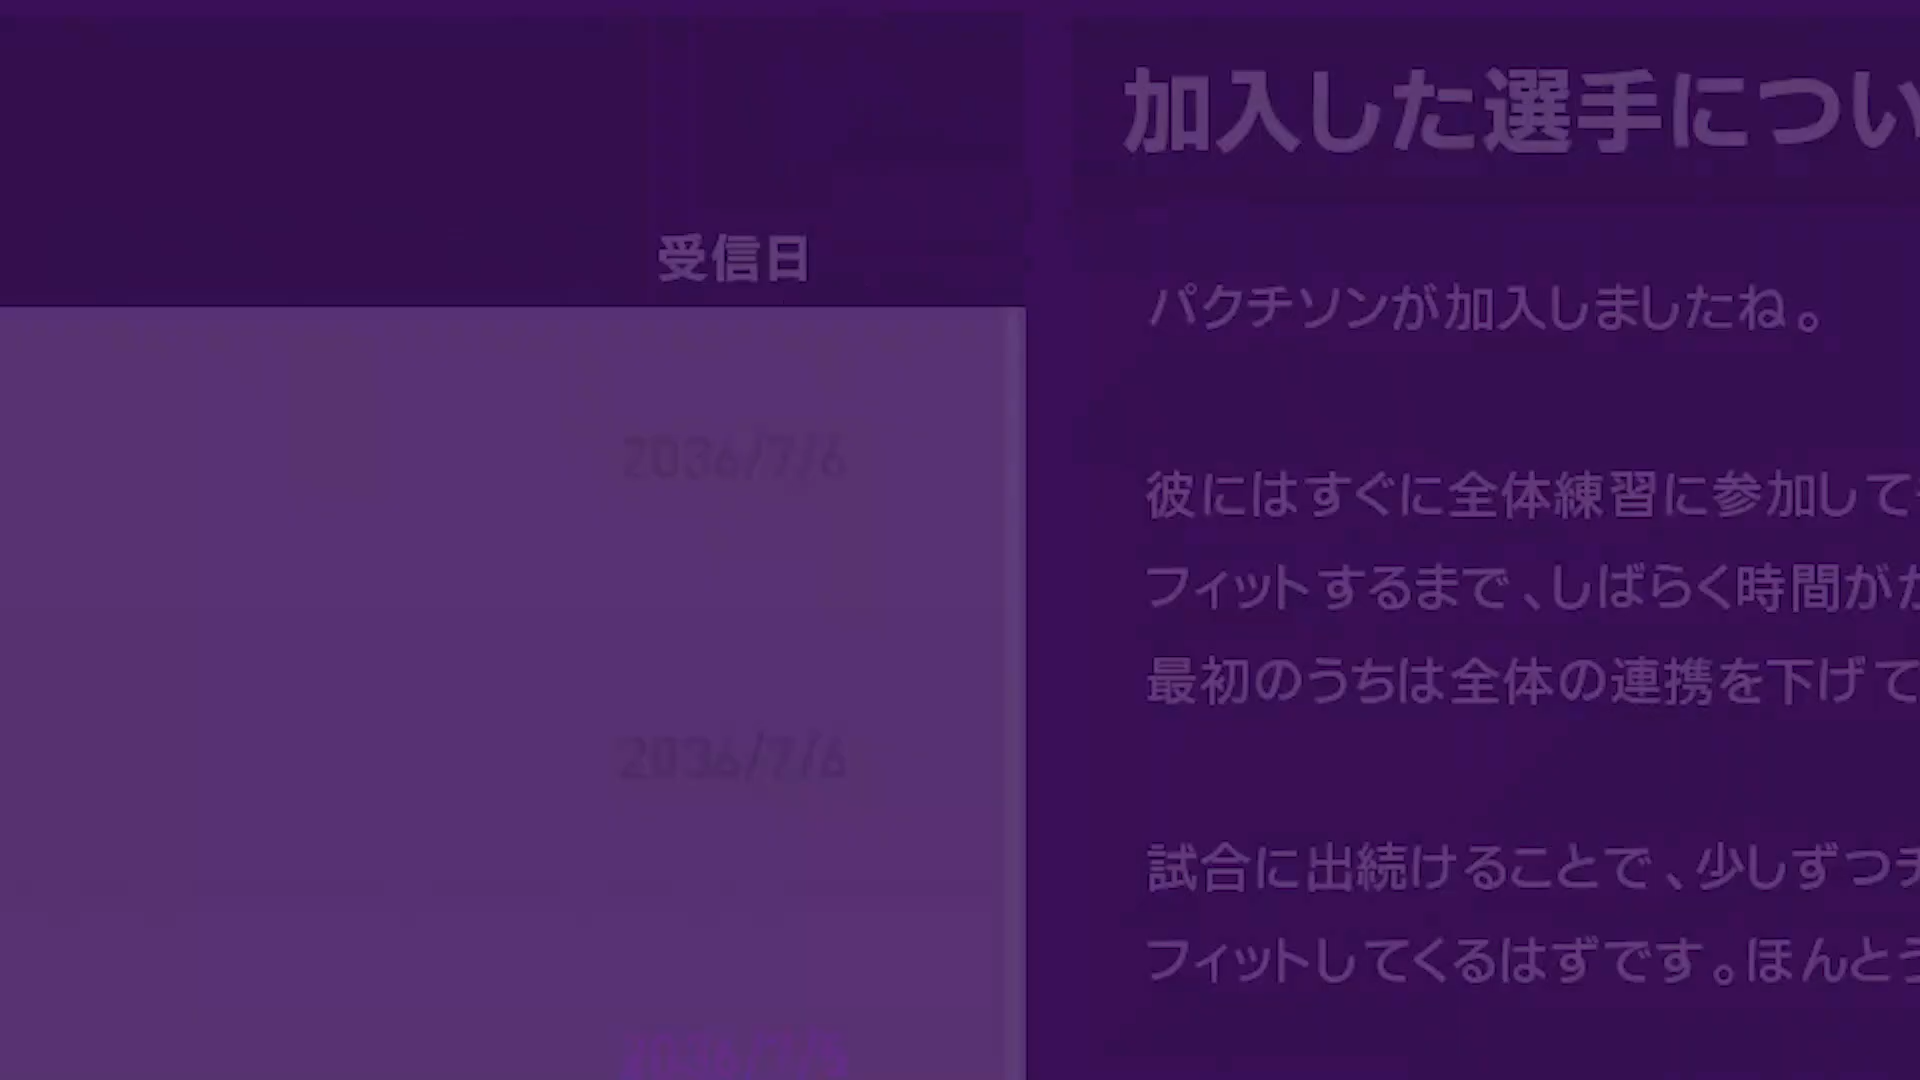 受信日
2036/7/6
2036/7/6
2036/7/5
加入した選手につい
パクチソンが加入しましたね。
彼にはすぐに全体練習に参加して
フィットするまで、しばらく時間がか
最初のうちは全体の連携を下げて
試合に出続けることで、少しずつチ
フィットしてくるはずです。ほんとう